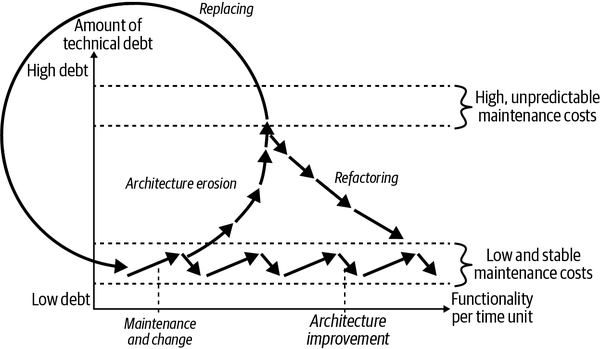 Replacing
Amount of
technical debt
High debt
High, unpredictable
maintenance costs
Architecture erosion
Refactoring
Low and stable
maintenance costs
Low debt
Functionality
per time unit
Maintenance
and change
Architecture
improvement